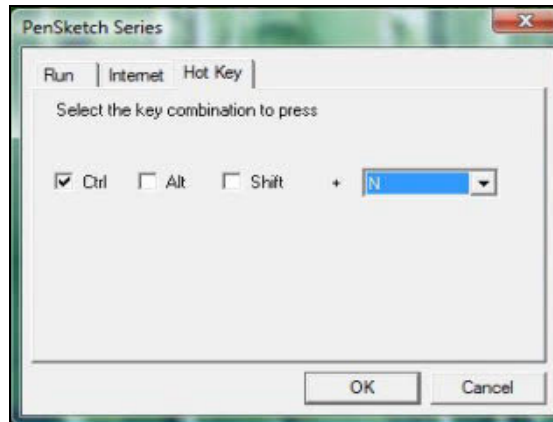 PenSketch Series
Run Internet Hot Key
Select the key combination to press
Ctrl Alt Shift + N
OK Cancel